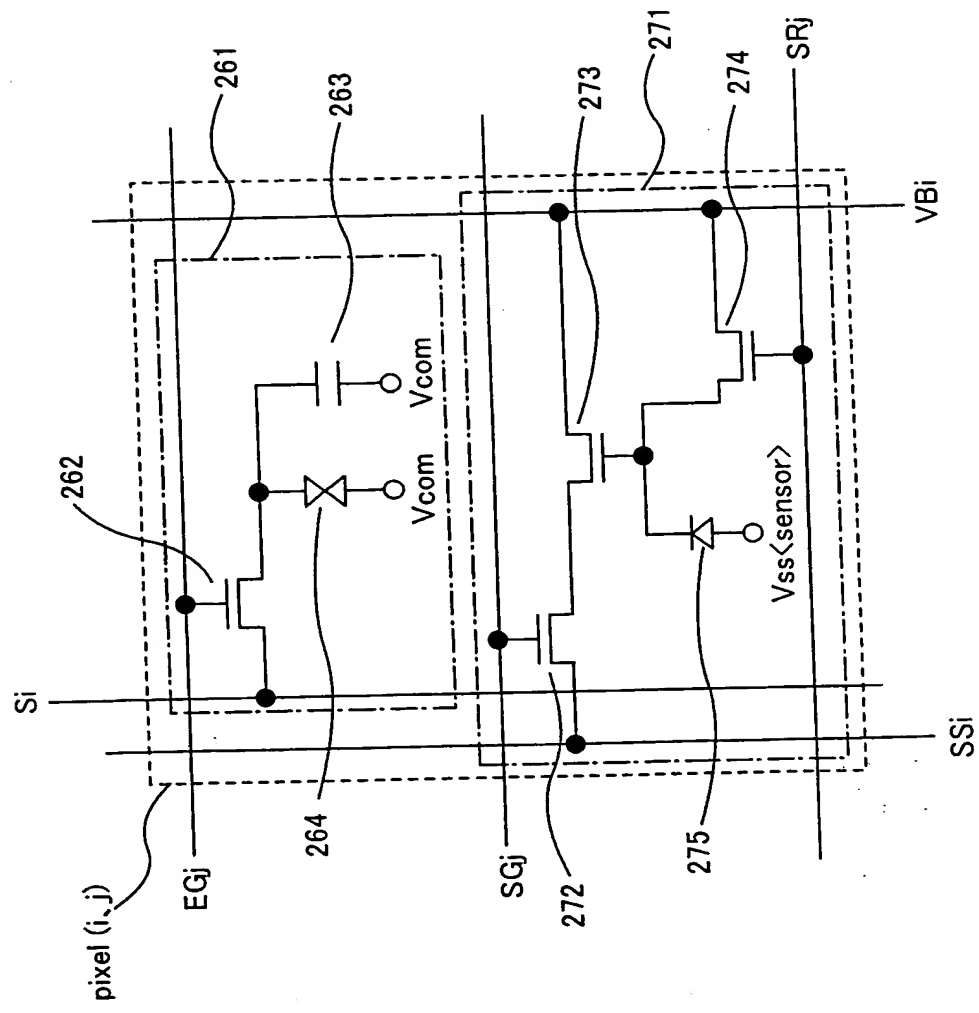 261
263
273
271
274
SRj
VBi
262
Vcom
Vcom
Vss<sensor>
Si
SSi
264
275
272
EGj
SGj
pixel (i、j)